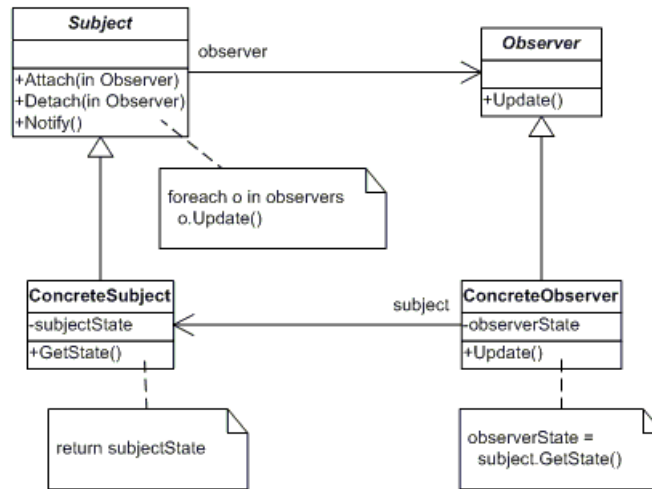 Subject
+Attach(in Observer)
+Detach(in Observer)
+Notify()
observer
Observer
+Update()
foreach o in observers
o.Update()
ConcreteSubject
-subjectState
+GetState()
subject
ConcreteObserver
-observerState
+Update()
return subjectState
observerState =
subject.GetState()